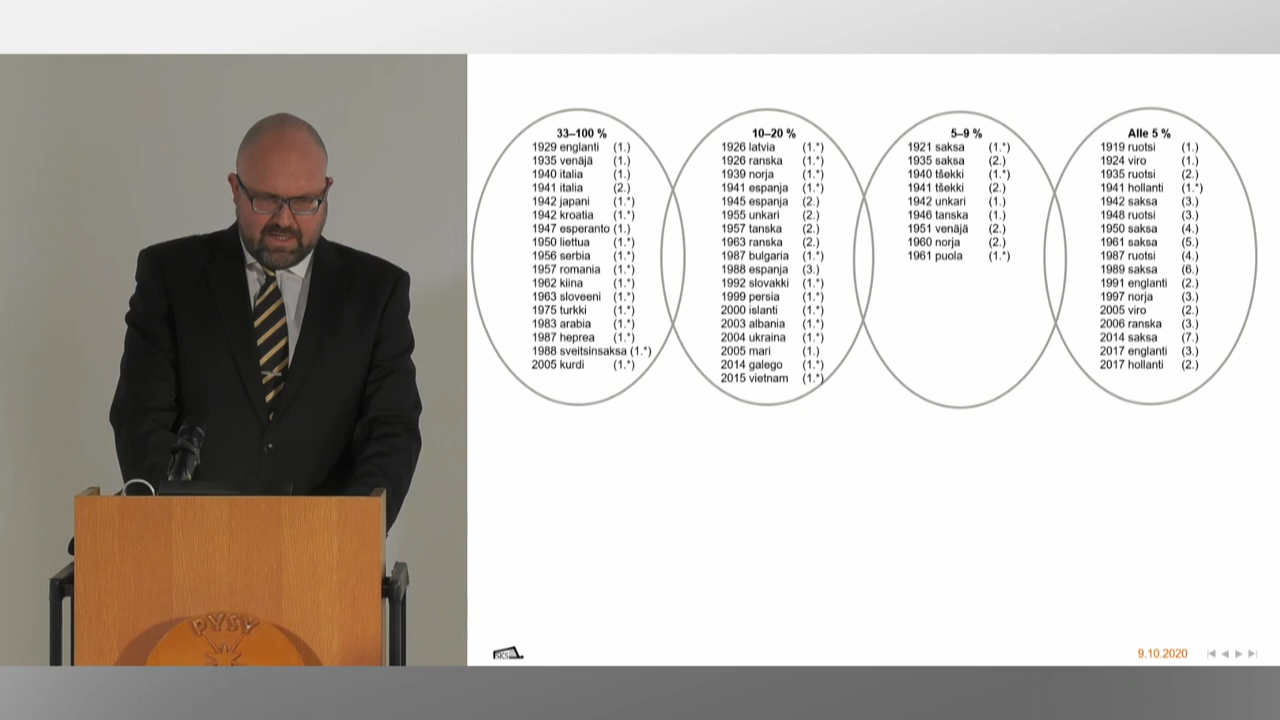 33–100 %
1929 englanti (1.)
1935 venäjä (1.)
1940 italia (1.)
1941 italia (2.)
1942 japani (1.*)
1942 kroatia (1.*)
1947 esperanto (1.)
1950 liettua (1.*)
1956 serbia (1.*)
1957 romania (1.*)
1962 kiina (1.*)
1963 sloveeni (1.*)
1975 turkki (1.*)
1983 arabia (1.*)
1987 heprea (1.*)
1988 sveitsinsaksa (1.*)
2005 kurdi (1.*)
10–20 %
1926 latvia (1.*)
1926 ranska (1.*)
1939 norja (1.*)
1941 espanja (1.*)
1945 espanja (2.)
1955 unkari (2.)
1957 tanska (2.)
1963 ranska (2.)
1987 bulgaria (1.*)
1988 espanja (3.)
1992 slovakki (1.*)
1999 persia (1.*)
2000 islanti (1.*)
2003 albania (1.*)
2004 ukraina (1.*)
2005 mari (1.)
2014 galego (1.*)
2015 vietnam (1.*)
5–9 %
1921 saksa (1.*)
1935 saksa (2.)
1940 tšekki (1.*)
1941 tšekki (2.)
1942 unkari (1.)
1946 tanska (1.)
1951 venäjä (2.)
1960 norja (2.)
1961 puola (1.*)
Alle 5 %
1919 ruotsi (1.)
1924 viro (1.)
1935 ruotsi (2.)
1941 hollanti (1.*)
1942 saksa (3.)
1948 ruotsi (3.)
1950 saksa (4.)
1961 saksa (5.)
1987 ruotsi (4.)
1989 saksa (6.)
1991 englanti (2.)
1997 norja (3.)
2005 viro (2.)
2006 ranska (3.)
2014 saksa (7.)
2017 englanti (3.)
2017 hollanti (2.)
PYSY
9.10.2020